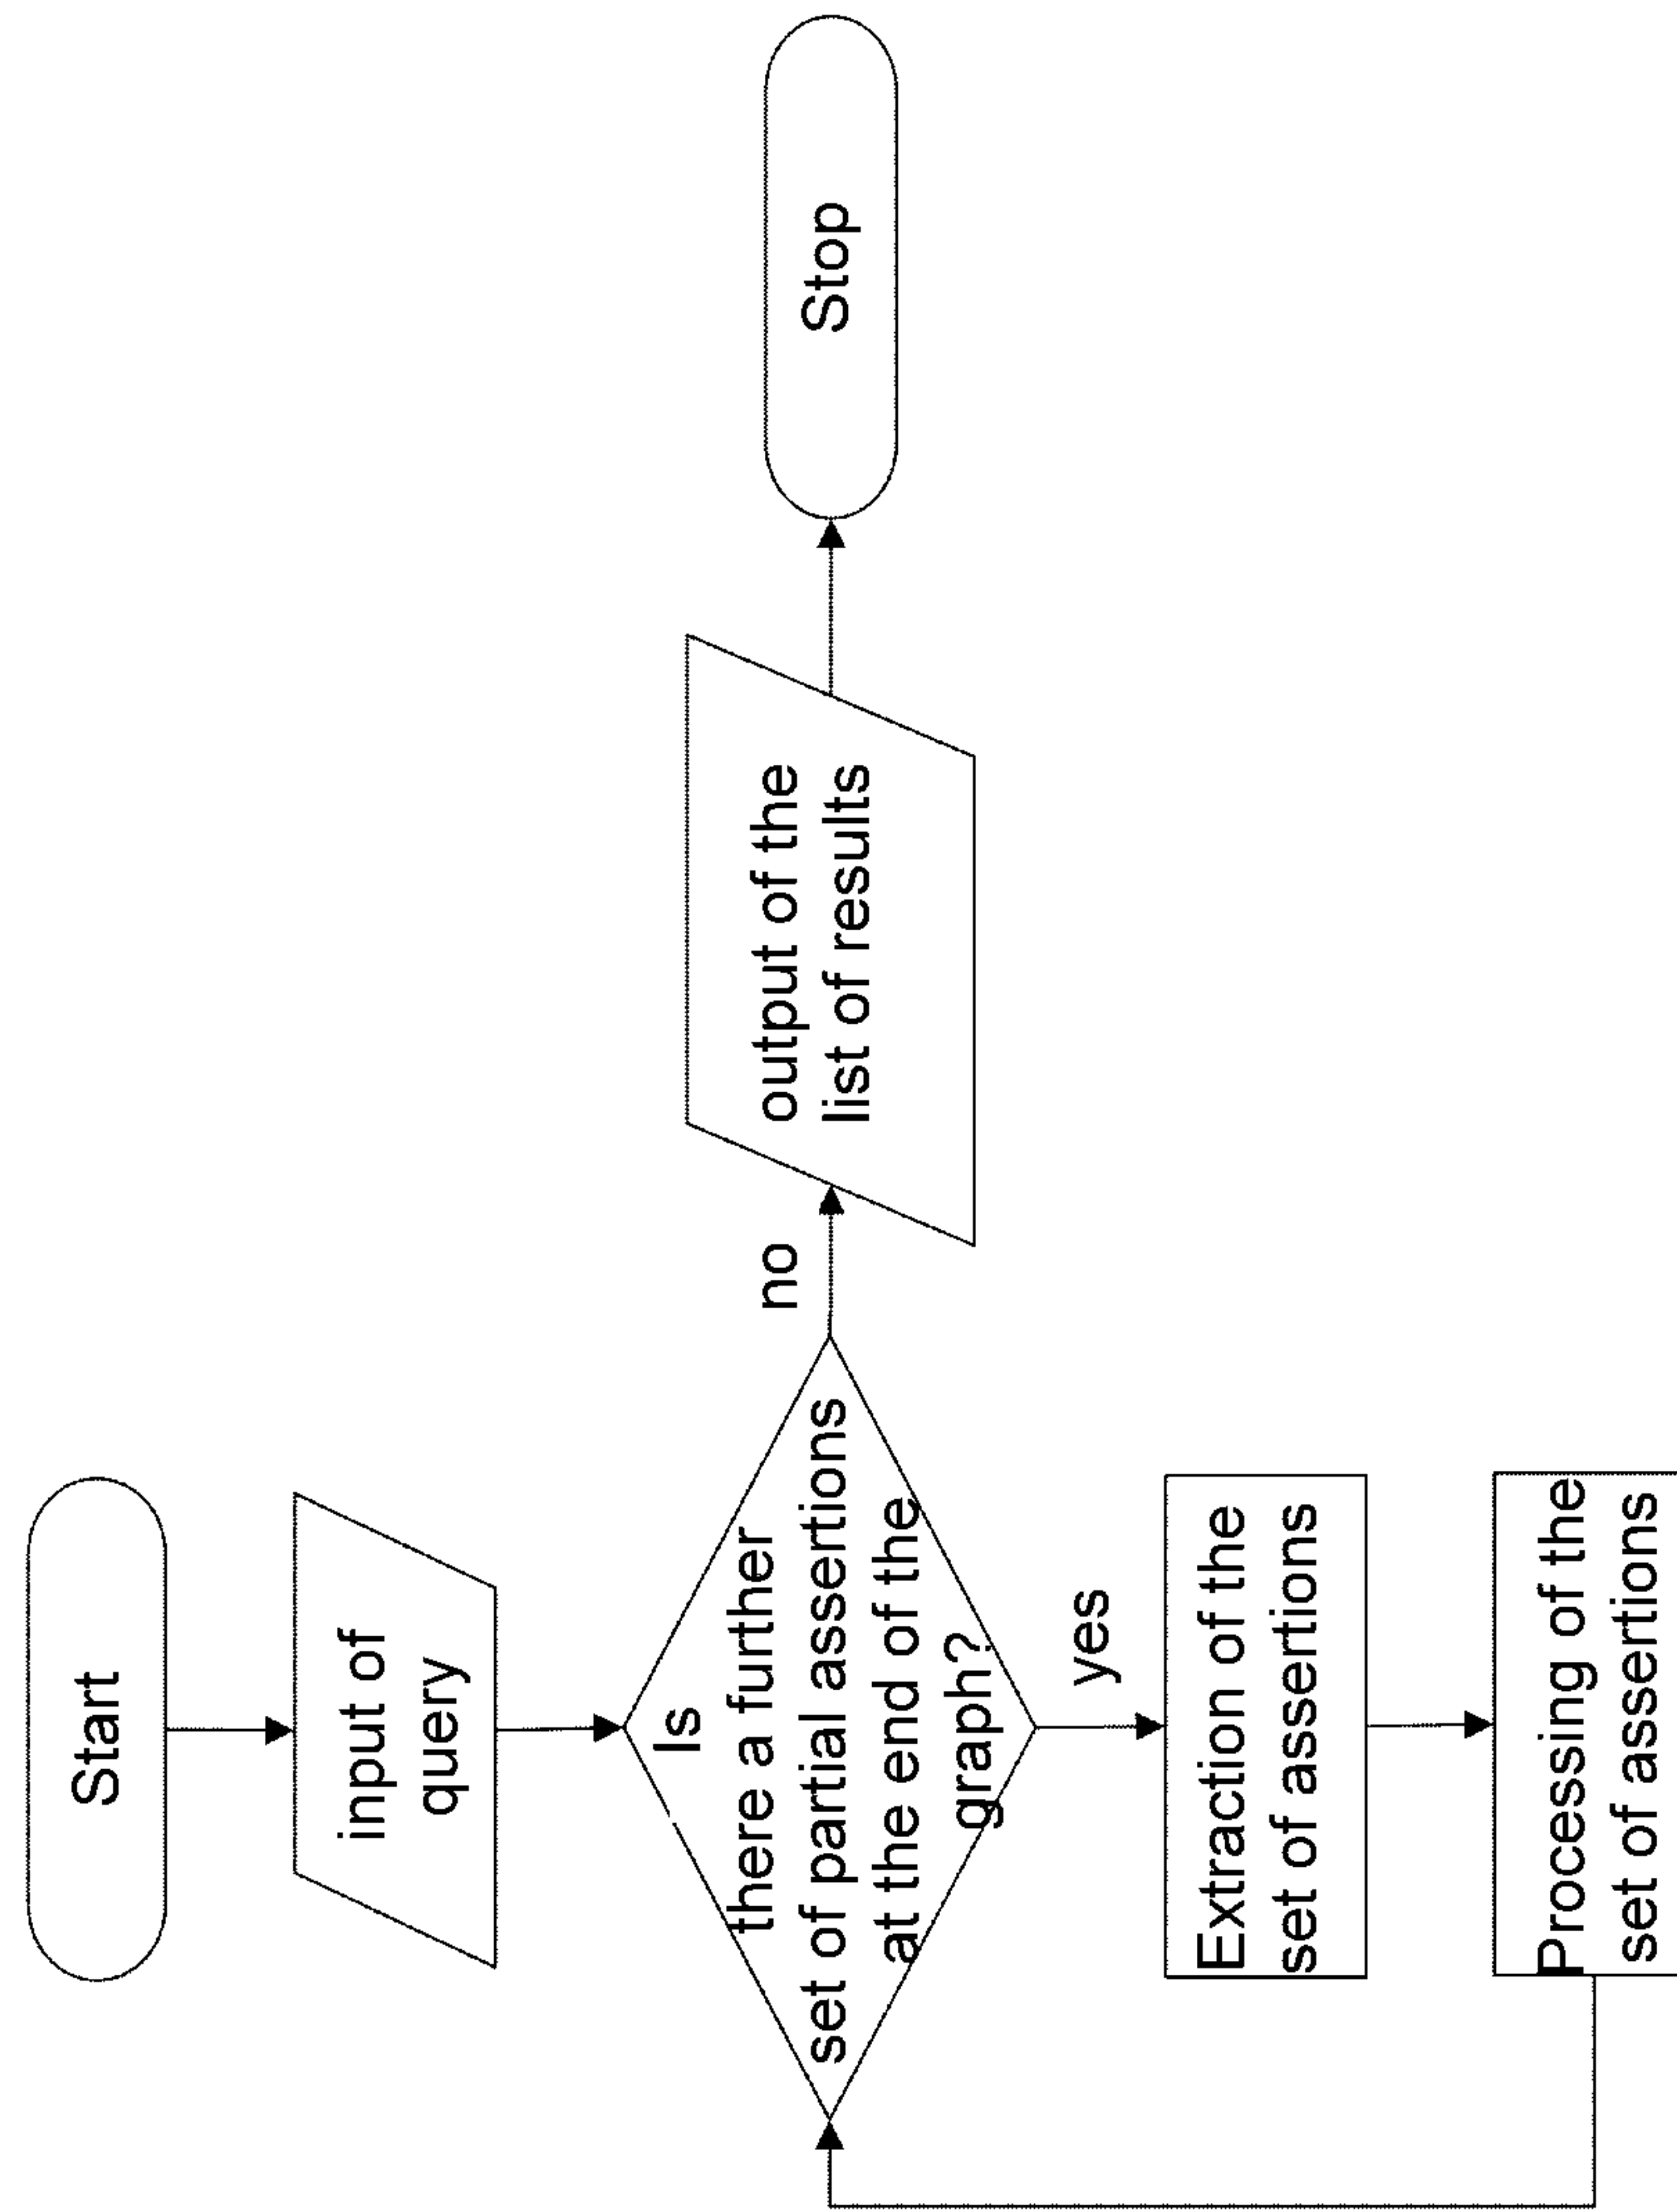 Start
input of
query
Is
there a further
set of partial assertions
at the end of the
graph?
no
output of the
list of results
Stop
yes
Extraction of the
set of assertions
Processing of the
set of assertions